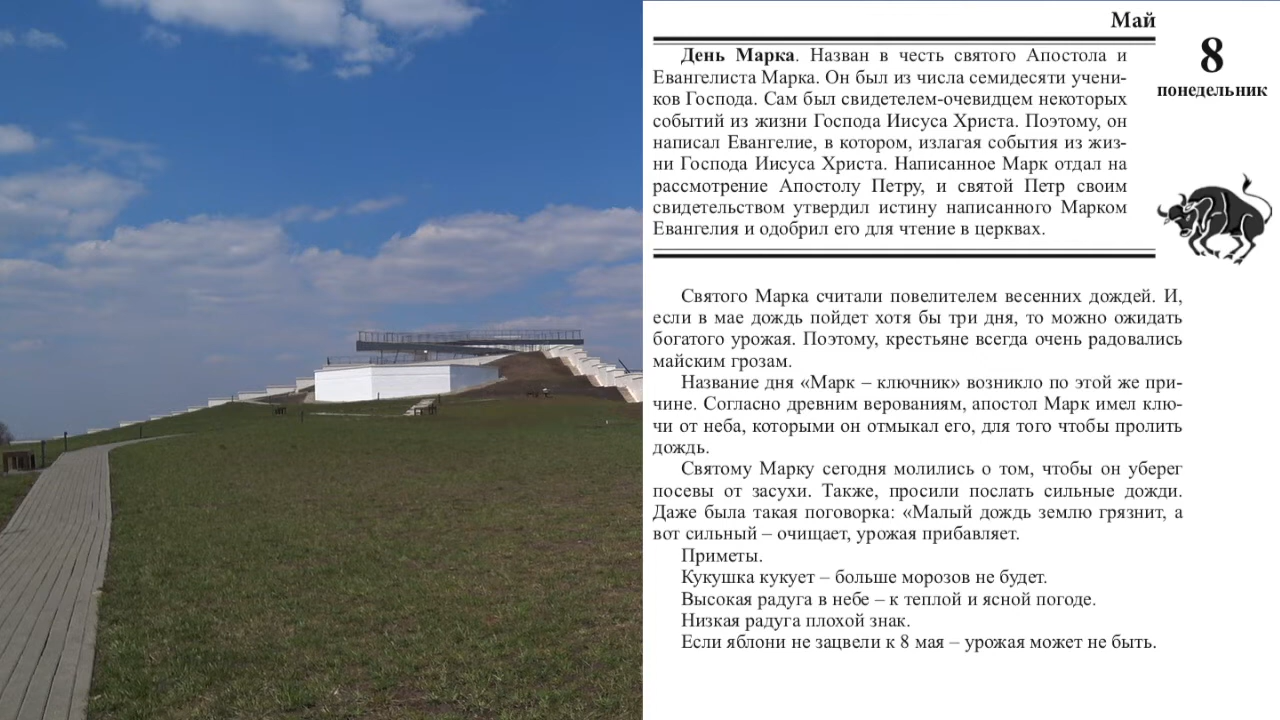 Май
8
понедельник
День Марка. Назван в честь святого Апостола и
Евангелиста Марка. Он был из числа семидесяти учени-
ков Господа. Сам был свидетелем-очевидцем некоторых
событий из жизни Господа Иисуса Христа. Поэтому, он
написал Евангелие, в котором, излагая события из жиз-
ни Господа Иисуса Христа. Написанное Марк отдал на
рассмотрение Апостолу Петру, и святой Петр своим
свидетельством утвердил истину написанного Марком
Евангелия и одобрил его для чтение в церквах.
Святого Марка считали повелителем весенних дождей. И,
если в мае дождь пойдет хотя бы три дня, то можно ожидать
богатого урожая. Поэтому, крестьяне всегда очень радовались
майским грозам.
Название дня «Марк – ключник» возникло по этой же при-
чине. Согласно древним верованиям, апостол Марк имел клю-
чи от неба, которыми он отмыкал его, для того чтобы пролить
дождь.
Святому Марку сегодня молились о том, чтобы он уберег
посевы от засухи. Также, просили послать сильные дожди.
Даже была такая поговорка: «Малый дождь землю грязнит, а
вот сильный – очищает, урожая прибавляет.
Приметы.
Кукушка кукует – больше морозов не будет.
Высокая радуга в небе – к теплой и ясной погоде.
Низкая радуга плохой знак.
Если яблони не зацвели к 8 мая – урожая может не быть.